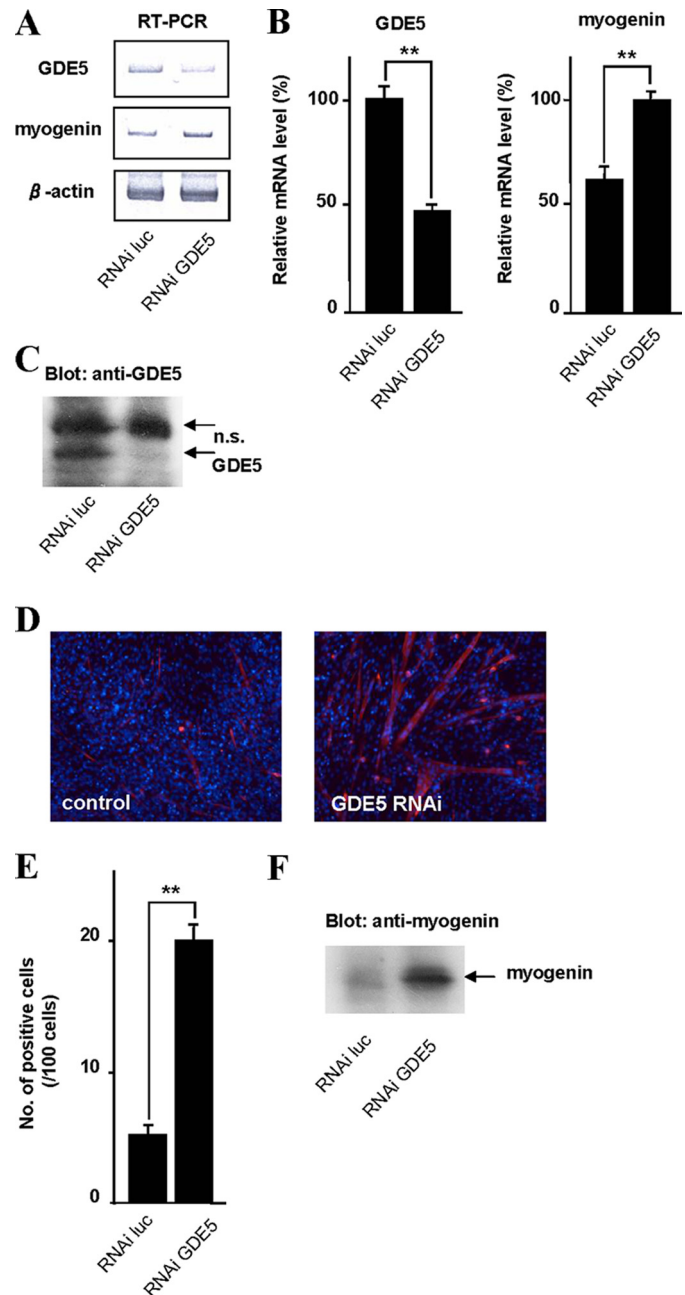 A
RT-PCR
GDE5
myogenin
β-actin
RNAi luc
RNAi GDE5
B
GDE5
**
Relative mRNA level (%)
100
50
0
RNAi luc
RNAi GDE5
myogenin
**
Relative mRNA level (%)
100
50
0
RNAi luc
RNAi GDE5
C
Blot: anti-GDE5
n.s.
GDE5
RNAi luc
RNAi GDE5
D
control
GDE5 RNAi
E
**
No. of positive cells
(/100 cells)
20
10
0
RNAi luc
RNAi GDE5
F
Blot: anti-myogenin
myogenin
RNAi luc
RNAi GDE5